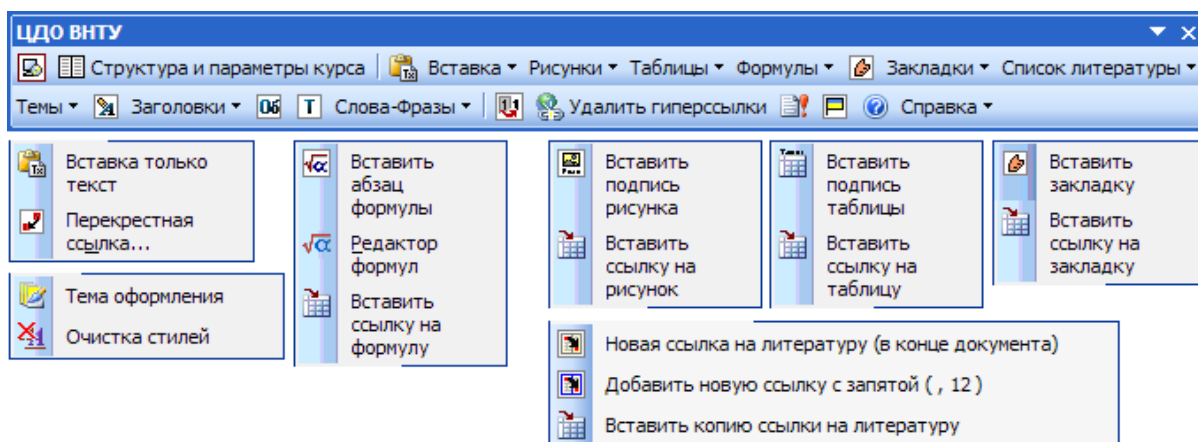 ЦДО ВНТУ
Структура и параметры курса Вставка Рисунки Таблицы Формулы Закладки Список литературы
Темы Заголовки Об T Слова-Фразы Удалить гиперссылки Справка
Вставка только
текст
Перекрестная
ссылка...
Тема оформления
Очистка стилей
Вставить
абзац
формулы
Редактор
формул
Вставить
ссылку на
формулу
Вставить
подпись
рисунка
Вставить
ссылку на
рисунок
Вставить
подпись
таблицы
Вставить
ссылку на
таблицу
Вставить
закладку
Вставить
ссылку на
закладку
Новая ссылка на литературу (в конце документа)
Добавить новую ссылку с запятой ( , 12 )
Вставить копию ссылки на литературу